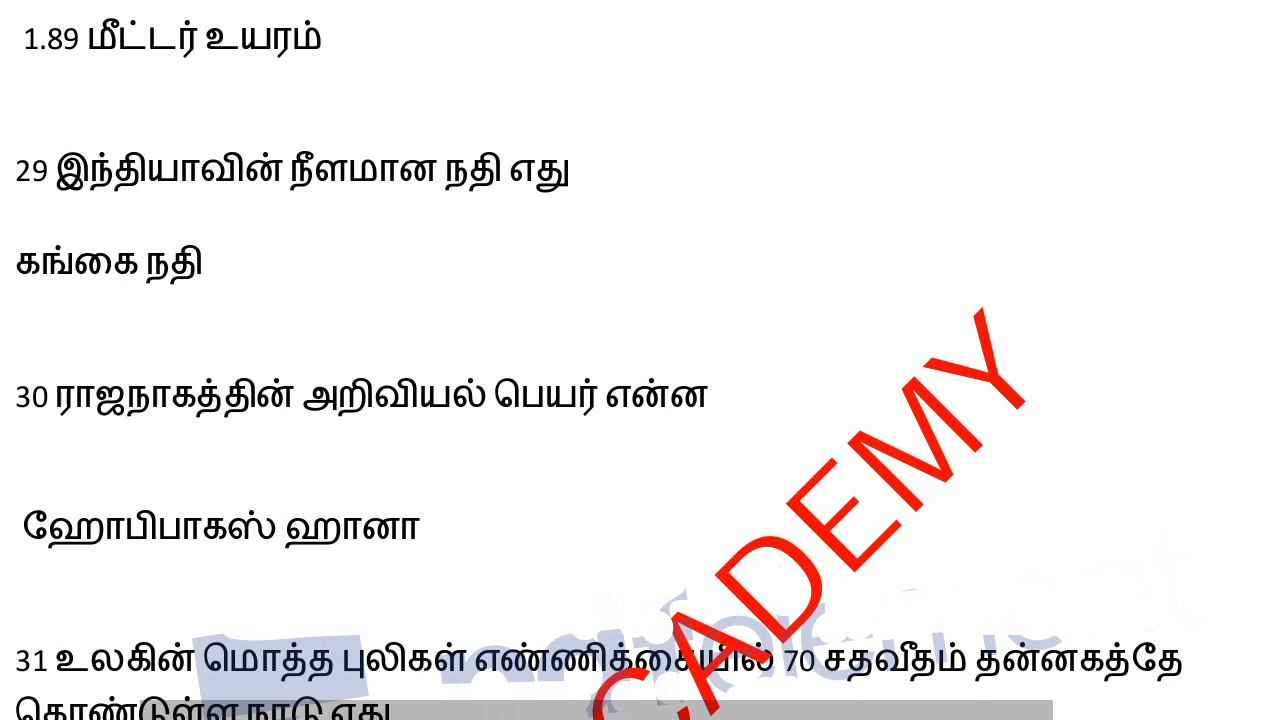 1.89 மீட்டர் உயரம்
29 இந்தியாவின் நீளமான நதி எது
கங்கை நதி
30 ராஜநாகத்தின் அறிவியல் பெயர் என்ன
ஹோபிபாகஸ் ஹானா
CADEMY
31 உலகின் மொத்த புலிகள் எண்ணிக்கையில் 70 சதவீதம் தன்னகத்தே
கொண்டுள்ள நாடு எது